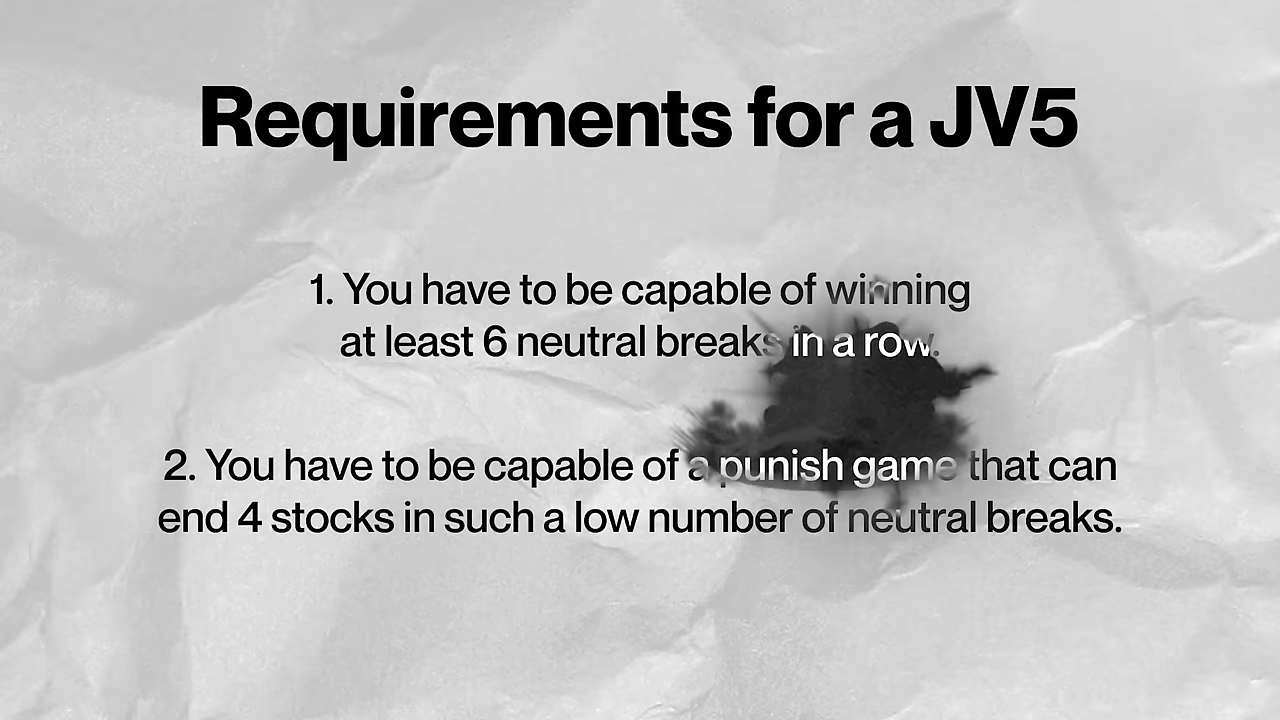 Requirements for a JV5
1. You have to be capable of winning
at least 6 neutral breaks in a row.
2. You have to be capable of a punish game that can
end 4 stocks in such a low number of neutral breaks.